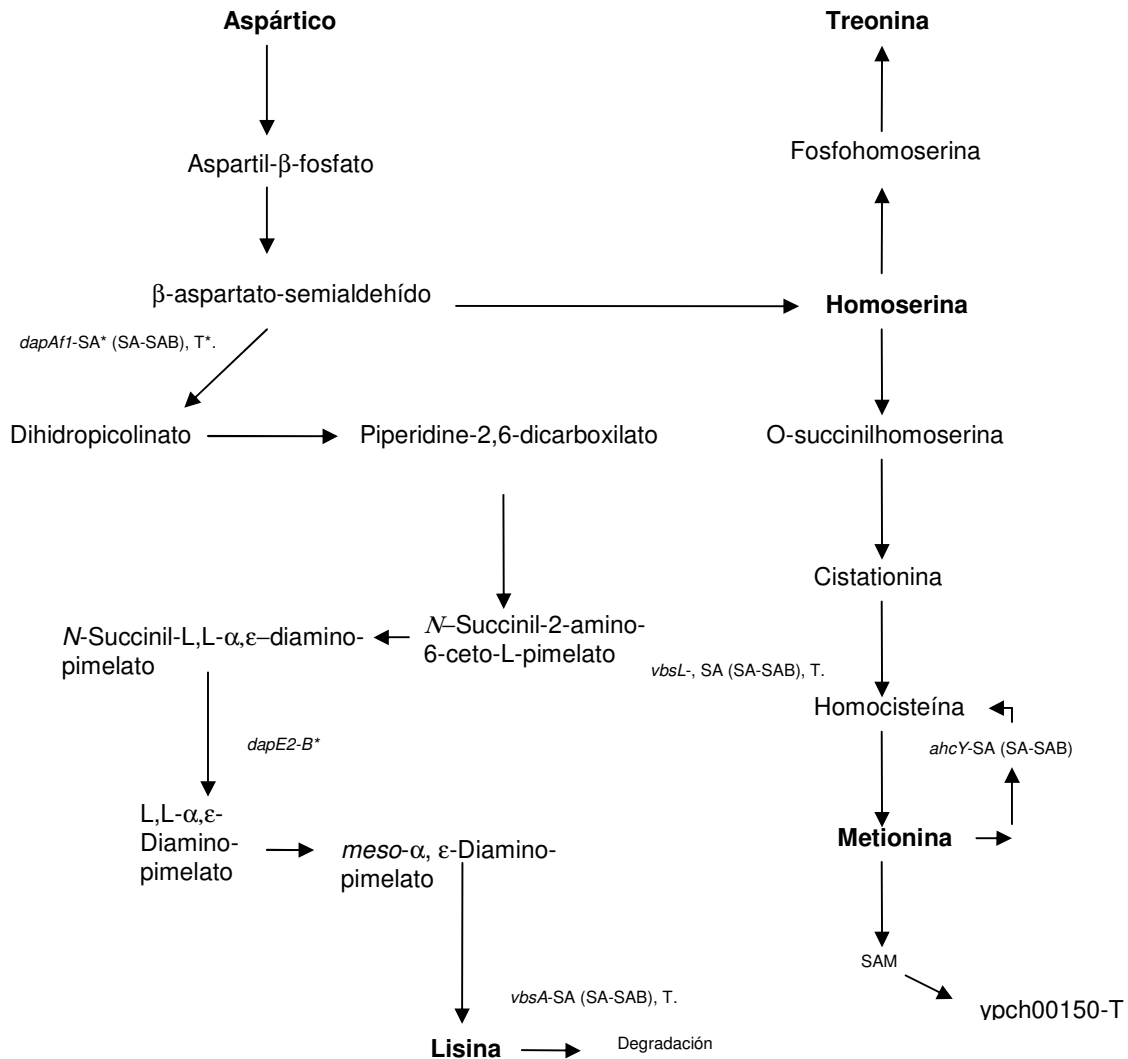 Aspártico
Treonina
Aspartil-β-fosfato
Fosfohomoserina
β-aspartato-semialdehído
Homoserina
dapAf1-SA* (SA-SAB), T*.
Dihidropicolinato
Piperidine-2,6-dicarboxilato
O-succinilhomoserina
Cistationina
N-Succinil-L,L-α,ε–diamino-
pimelato
N–Succinil-2-amino-
6-ceto-L-pimelato
vbsL-, SA (SA-SAB), T.
Homocisteína
dapE2-B*
ahcY-SA (SA-SAB)
L,L-α,ε-
Diamino-
pimelato
meso-α, ε-Diamino-
pimelato
Metionina
SAM
vbsA-SA (SA-SAB), T.
ypch00150-T
Lisina
Degradación